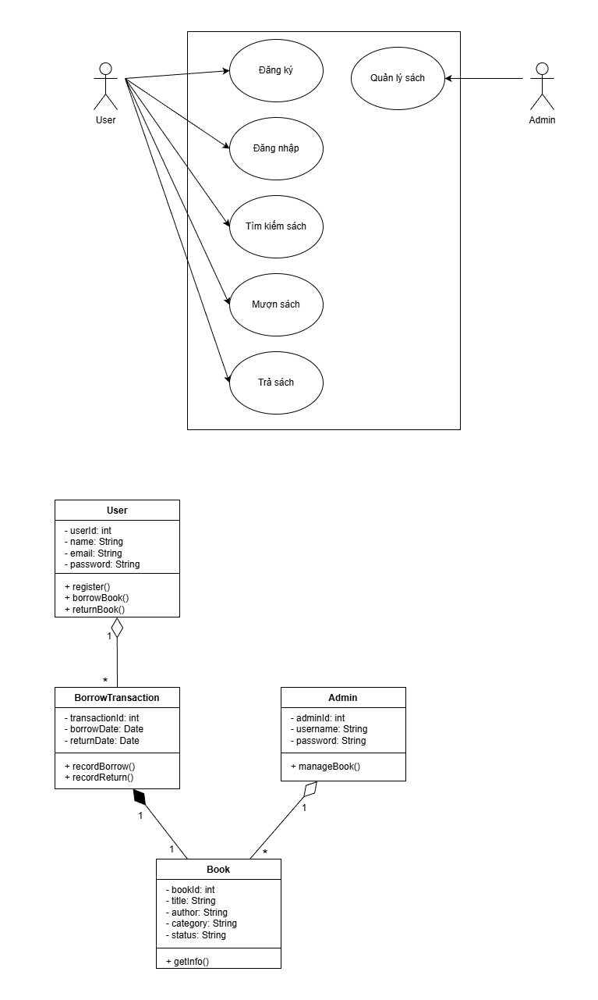 Đăng ký
Quản lý sách
User
Admin
Đăng nhập
Tìm kiếm sách
Mượn sách
Trả sách
User
- userId: int
- name: String
- email: String
- password: String
+ register()
+ borrowBook()
+ returnBook()
1
*
BorrowTransaction
- transactionId: int
- borrowDate: Date
- returnDate: Date
+ recordBorrow()
+ recordReturn()
Admin
- adminId: int
- username: String
- password: String
+ manageBook()
1
1
1
*
Book
- bookId: int
- title: String
- author: String
- category: String
- status: String
+ getInfo()